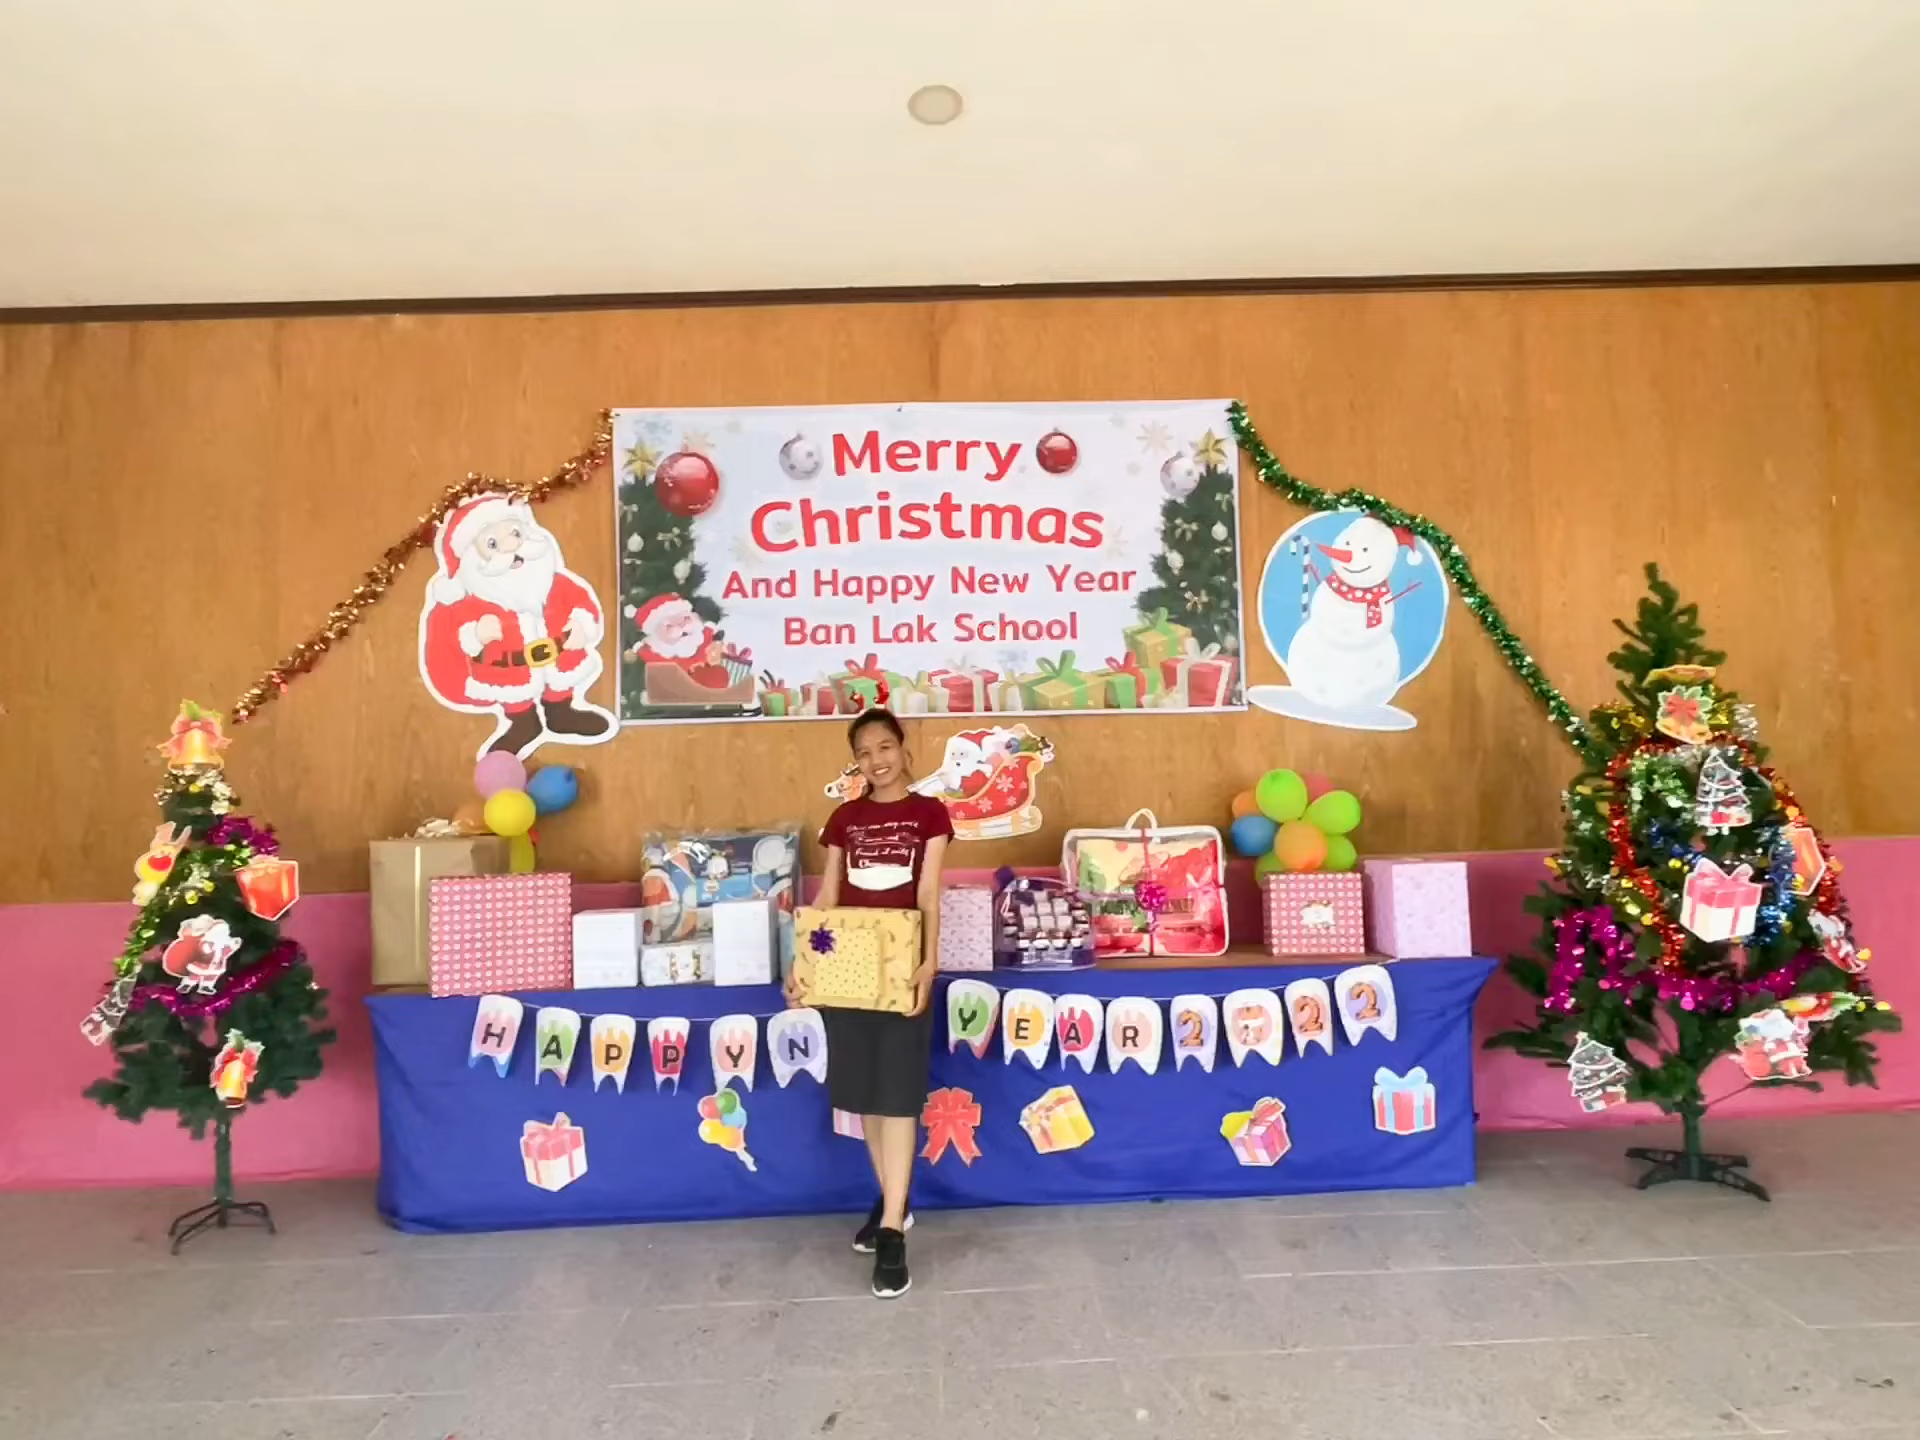 Merry
Christmas
And Happy New Year
Ban Lak School
HAPPY N YEAR 2022